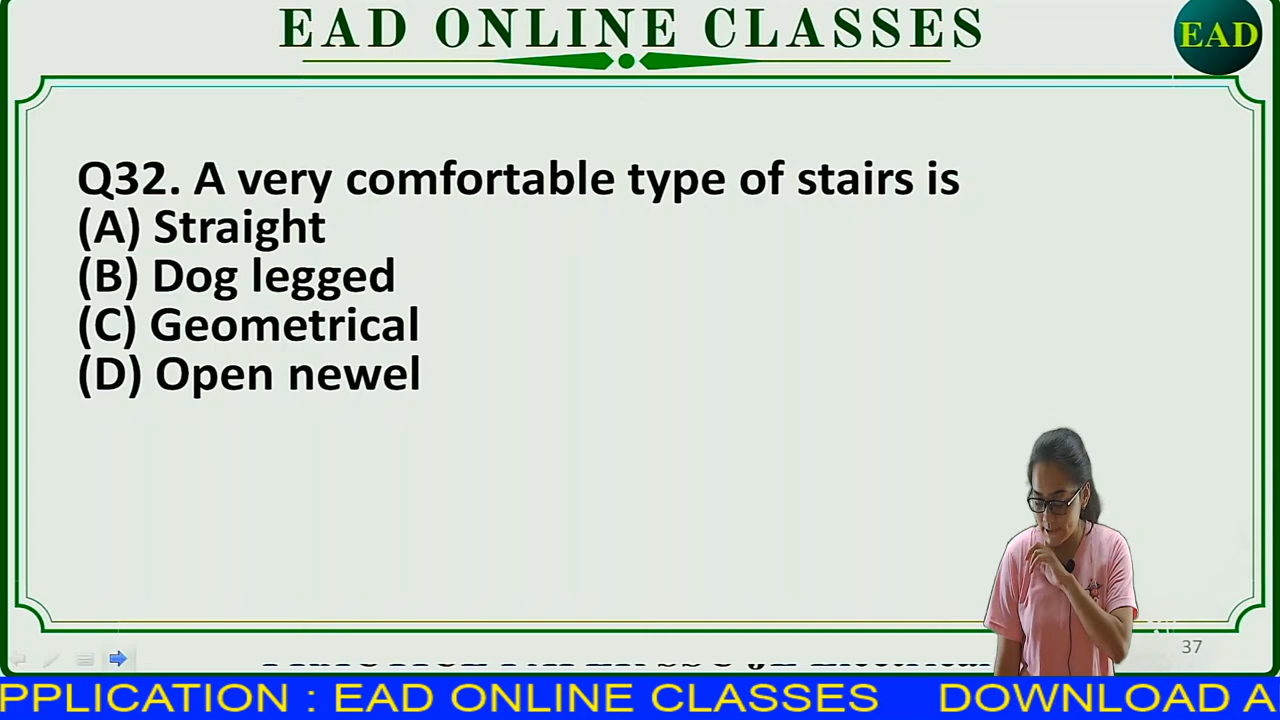 EAD ONLINE CLASSES
EAD
Q32. A very comfortable type of stairs is
(A) Straight
(B) Dog legged
(C) Geometrical
(D) Open newel
37
PPLICATION : EAD ONLINE CLASSES DOWNLOAD A